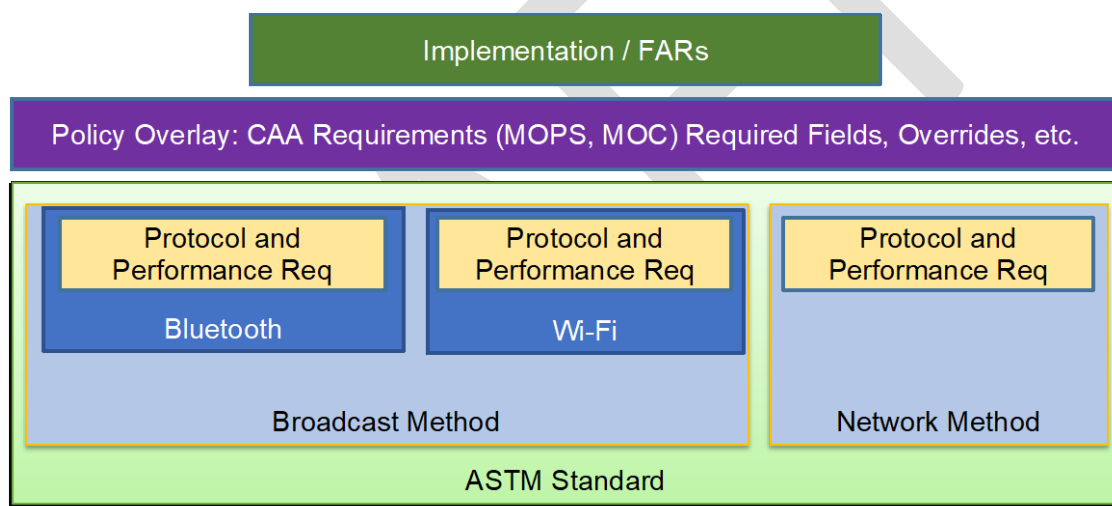 Implementation / FARs
Policy Overlay: CAA Requirements (MOPS, MOC) Required Fields, Overrides, etc.
Protocol and
Performance Req
Bluetooth
Protocol and
Performance Req
Wi-Fi
Broadcast Method
Protocol and
Performance Req
Network Method
ASTM Standard